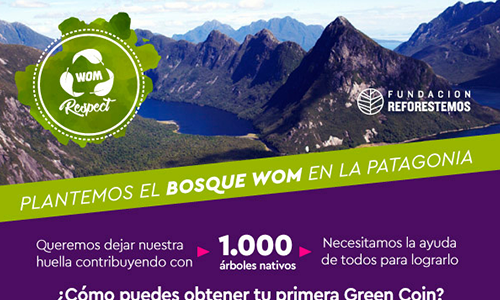 WOM
Respect
FUNDACION
REFORESTEMOS
PLANTEMOS EL BOSQUE WOM EN LA PATAGONIA
Queremos dejar nuestra
huella contribuyendo con
1.000
árboles nativos
Necesitamos la ayuda
de todos para lograrlo
¿Cómo puedes obtener tu primera Green Coin?